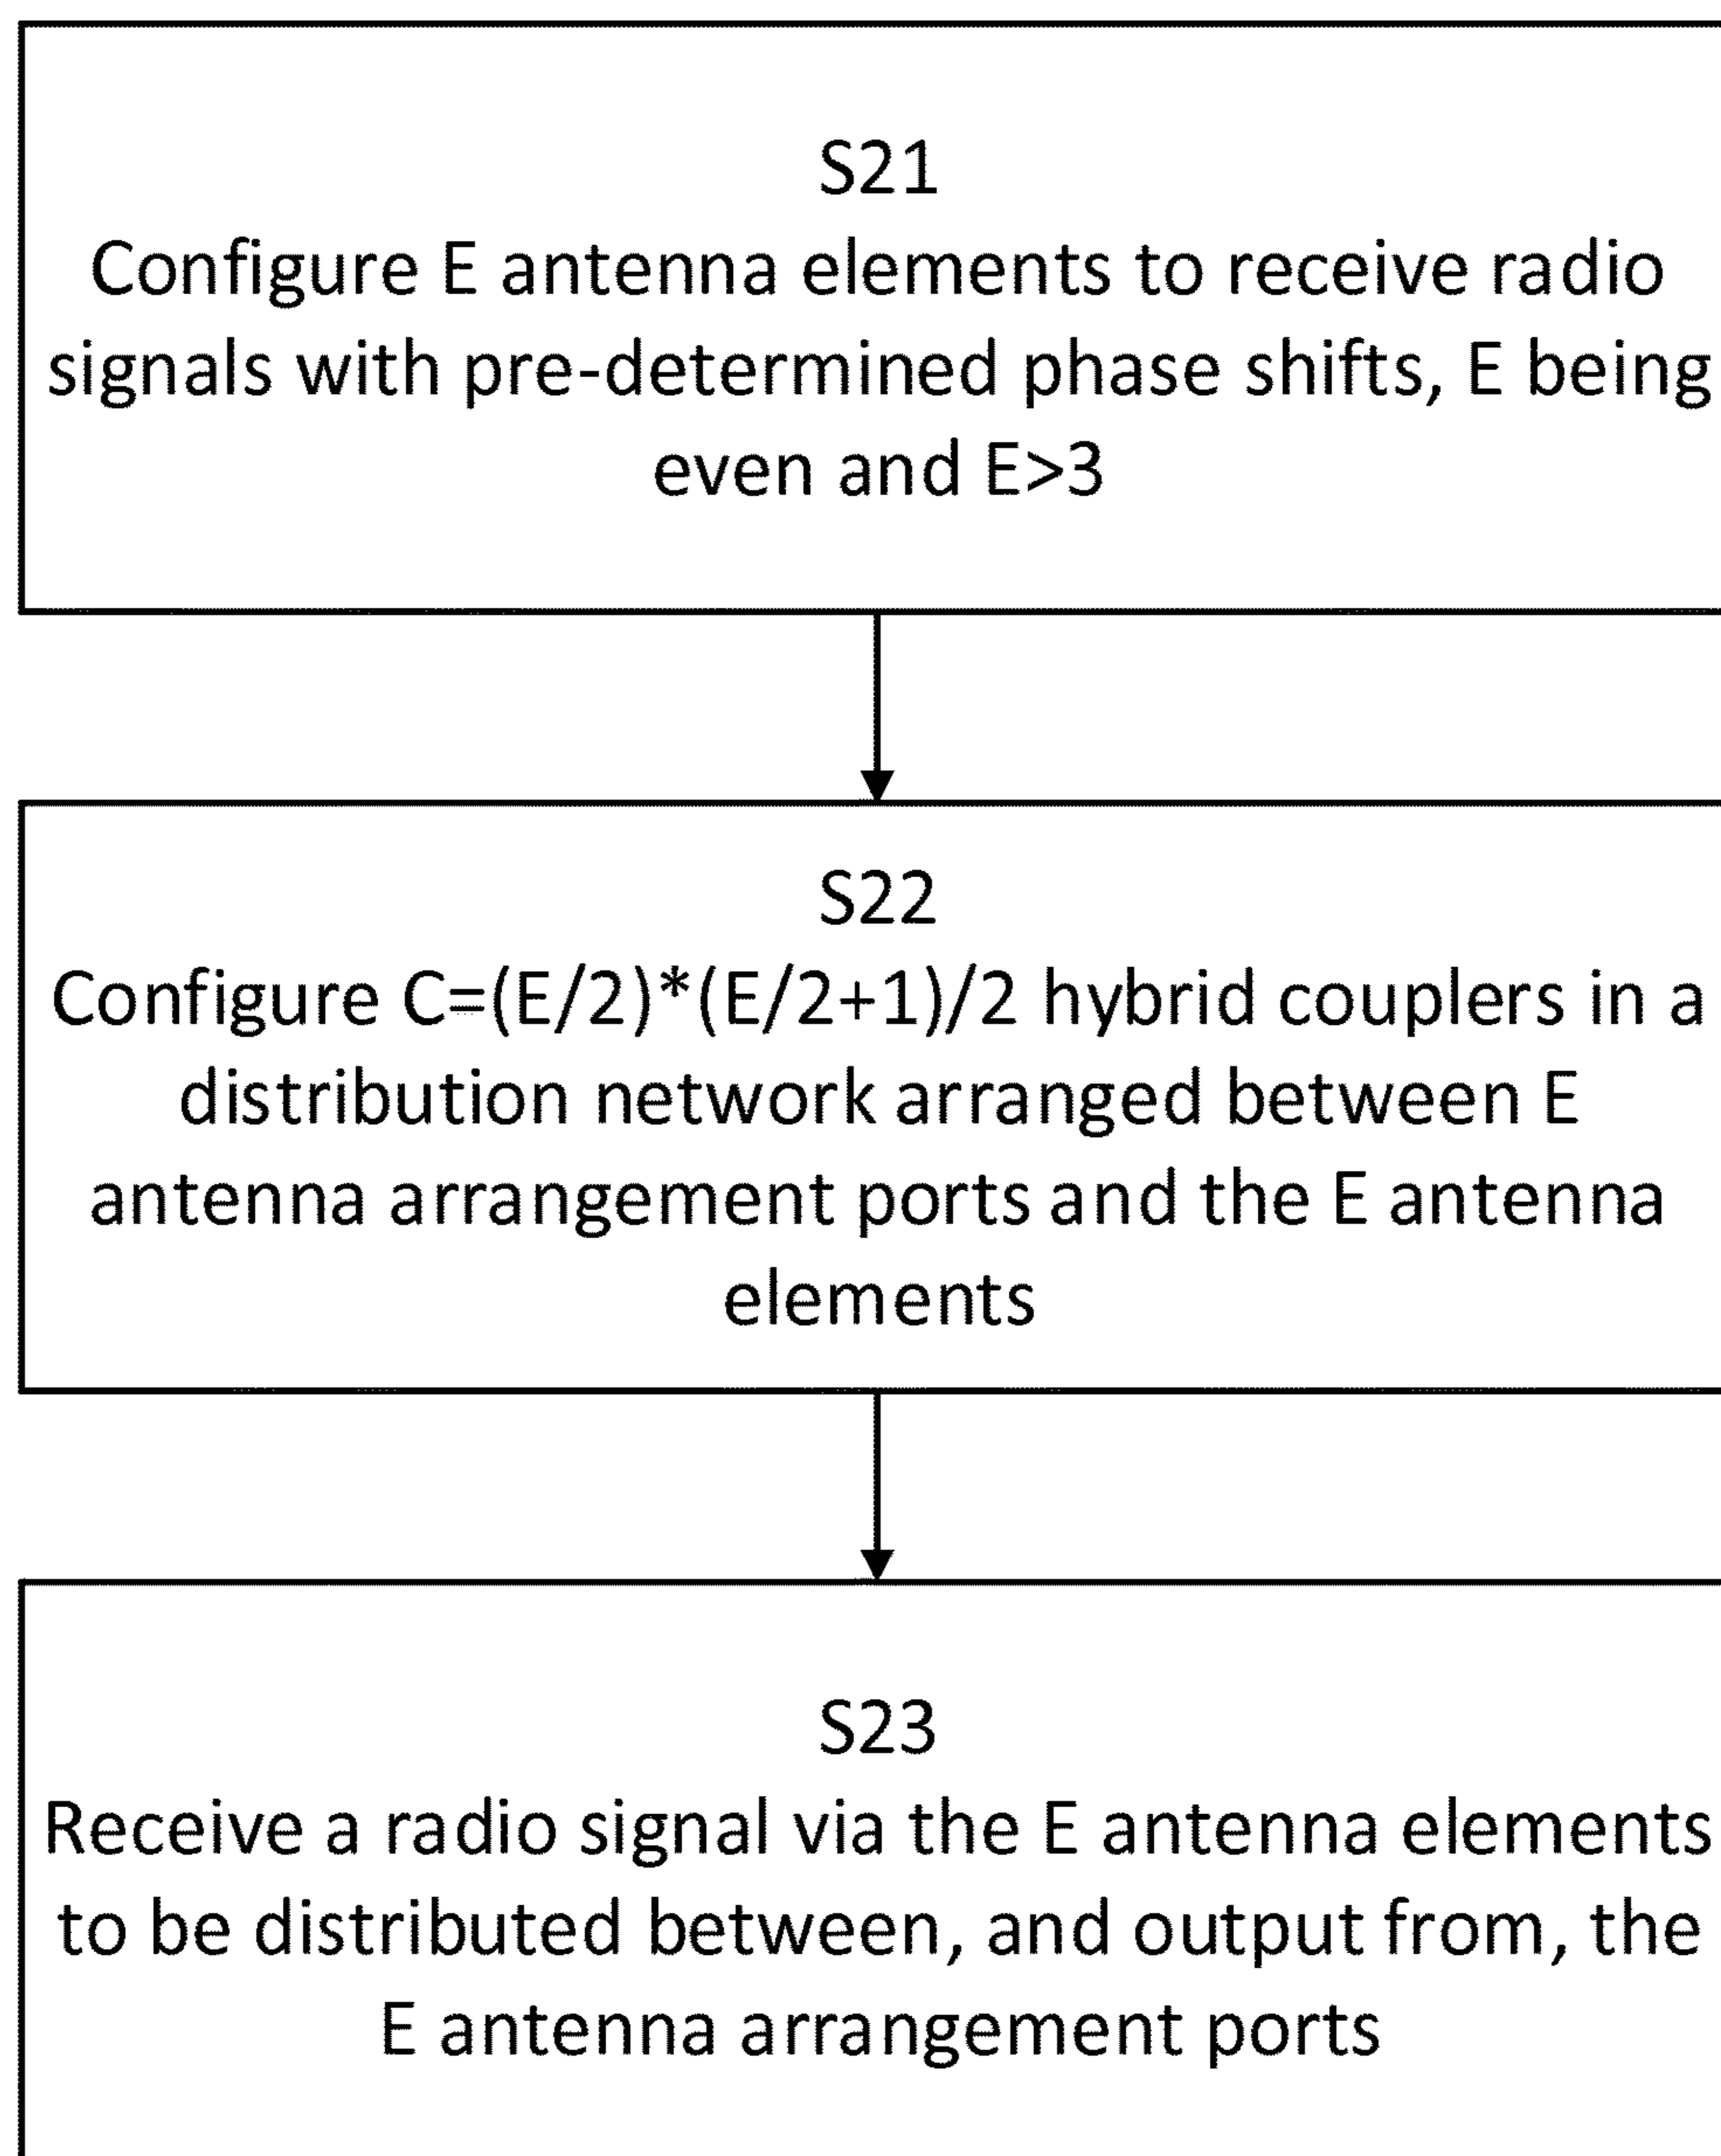 S21
Configure E antenna elements to receive radio
signals with pre-determined phase shifts, E being
even and E>3
S22
Configure C=(E/2)*(E/2+1)/2 hybrid couplers in a
distribution network arranged between E
antenna arrangement ports and the E antenna
elements
S23
Receive a radio signal via the E antenna elements
to be distributed between, and output from, the
E antenna arrangement ports